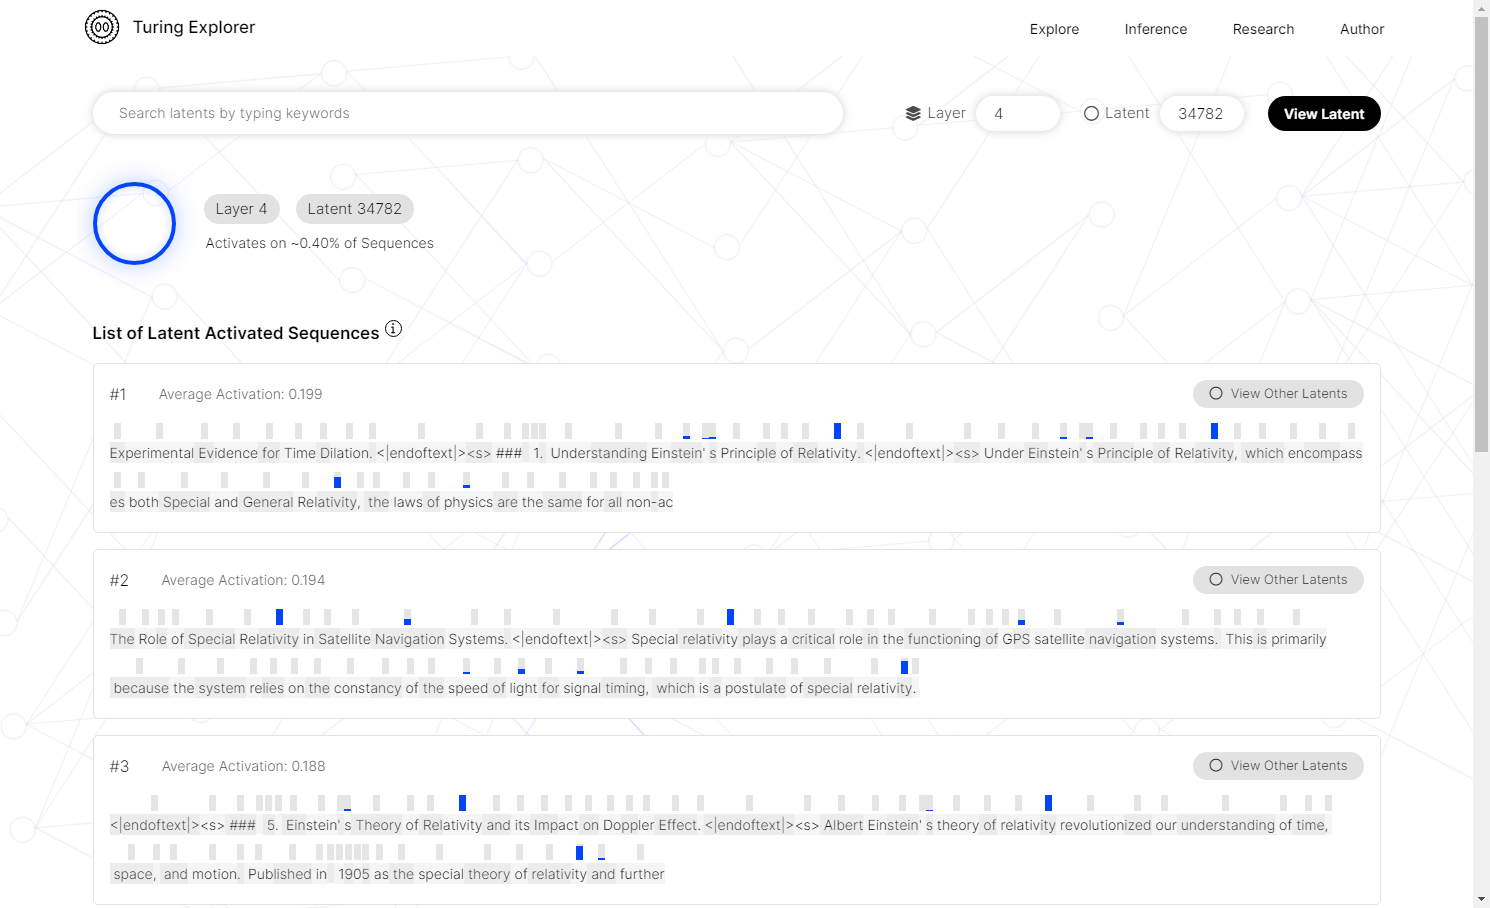 Turing Explorer
Explore Inference Research Author
Search latents by typing keywords
Layer 4 Latent 34782 View Latent
Layer 4 Latent 34782
Activates on ~0.40% of Sequences
List of Latent Activated Sequences
#1 Average Activation: 0.199 View Other Latents
Experimental Evidence for Time Dilation. <|endoftext|><s> ### 1. Understanding Einstein' s Principle of Relativity. <|endoftext|><s> Under Einstein' s Principle of Relativity, which encompass
es both Special and General Relativity, the laws of physics are the same for all non-ac
#2 Average Activation: 0.194 View Other Latents
The Role of Special Relativity in Satellite Navigation Systems. <|endoftext|><s> Special relativity plays a critical role in the functioning of GPS satellite navigation systems. This is primarily
because the system relies on the constancy of the speed of light for signal timing, which is a postulate of special relativity.
#3 Average Activation: 0.188 View Other Latents
<|endoftext|><s> ### 5. Einstein' s Theory of Relativity and its Impact on Doppler Effect. <|endoftext|><s> Albert Einstein' s theory of relativity revolutionized our understanding of time,
space, and motion. Published in 1905 as the special theory of relativity and further